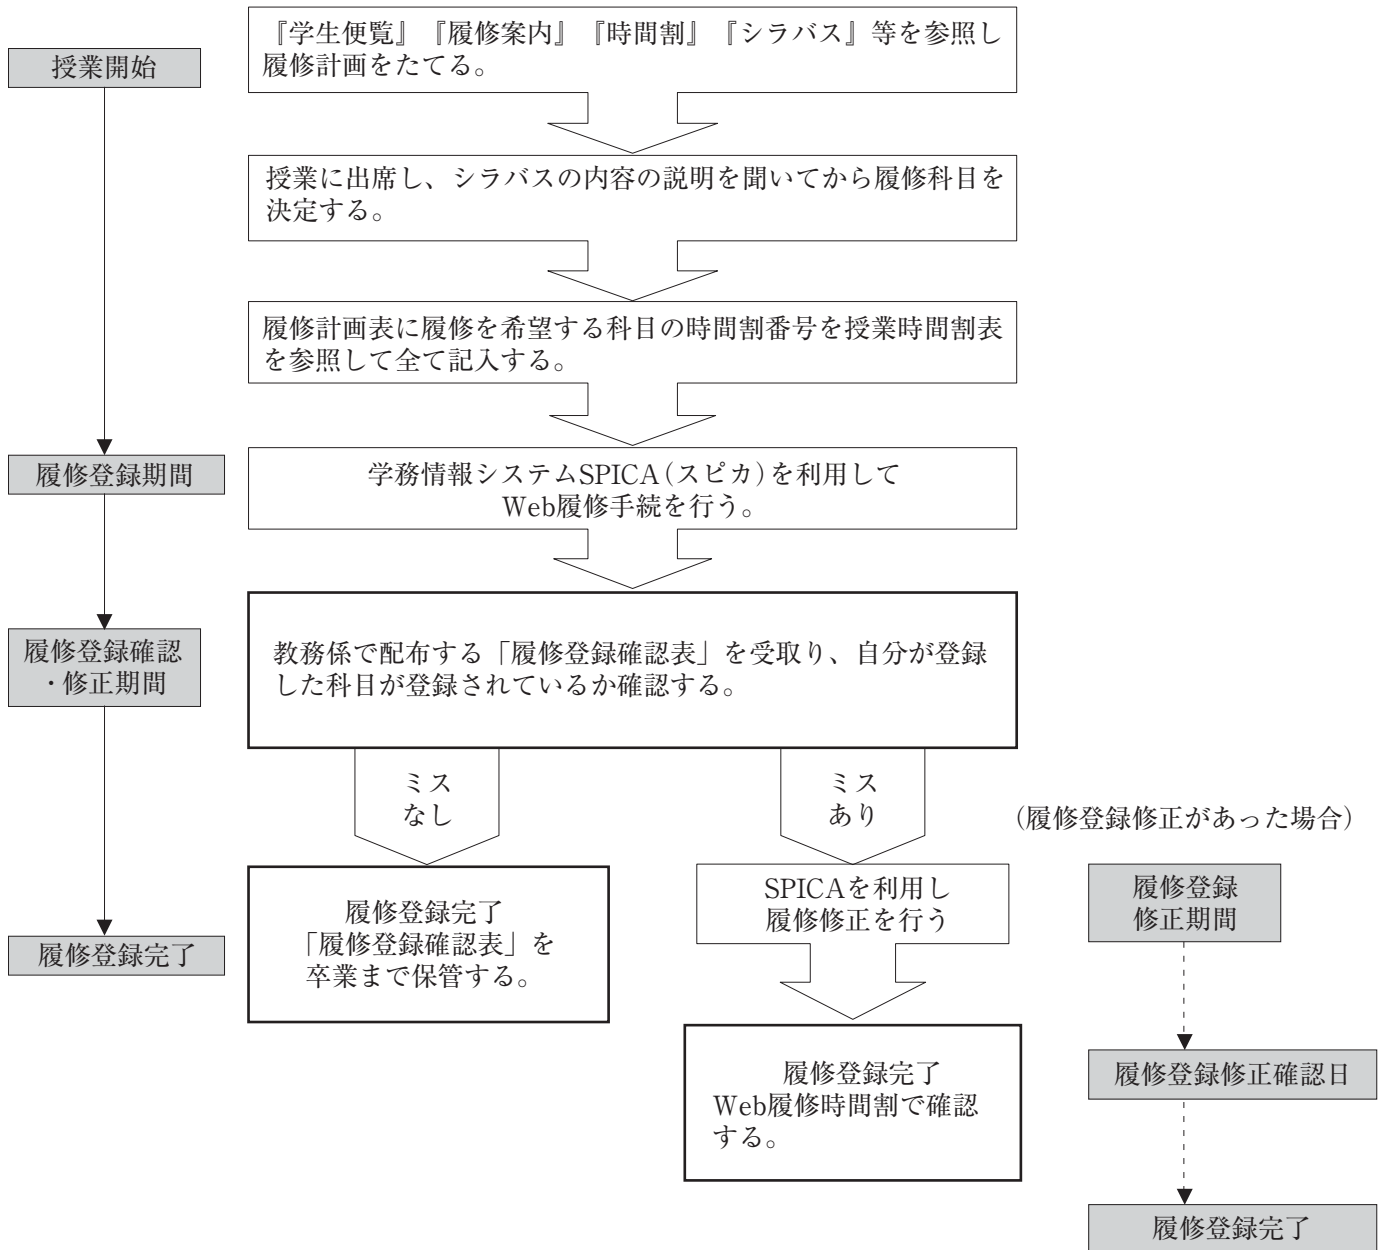 『学生便覧』『履修案内』『時間割』『シラバス』等を参照し
履修計画をたてる。
授業開始
授業に出席し、シラバスの内容の説明を聞いてから履修科目を
決定する。
履修計画表に履修を希望する科目の時間割番号を授業時間割表
を参照して全て記入する。
履修登録期間
学務情報システムSPICA（スピカ）を利用して
Web履修手続を行う。
履修登録確認
・修正期間
教務係で配布する「履修登録確認表」を受取り、自分が登録
した科目が登録されているか確認する。
ミス
なし
ミス
あり
（履修登録修正があった場合）
履修登録完了
履修登録完了
「履修登録確認表」を
卒業まで保管する。
SPICAを利用し
履修修正を行う
履修登録
修正期間
履修登録完了
Web履修時間割で確認
する。
履修登録修正確認日
履修登録完了